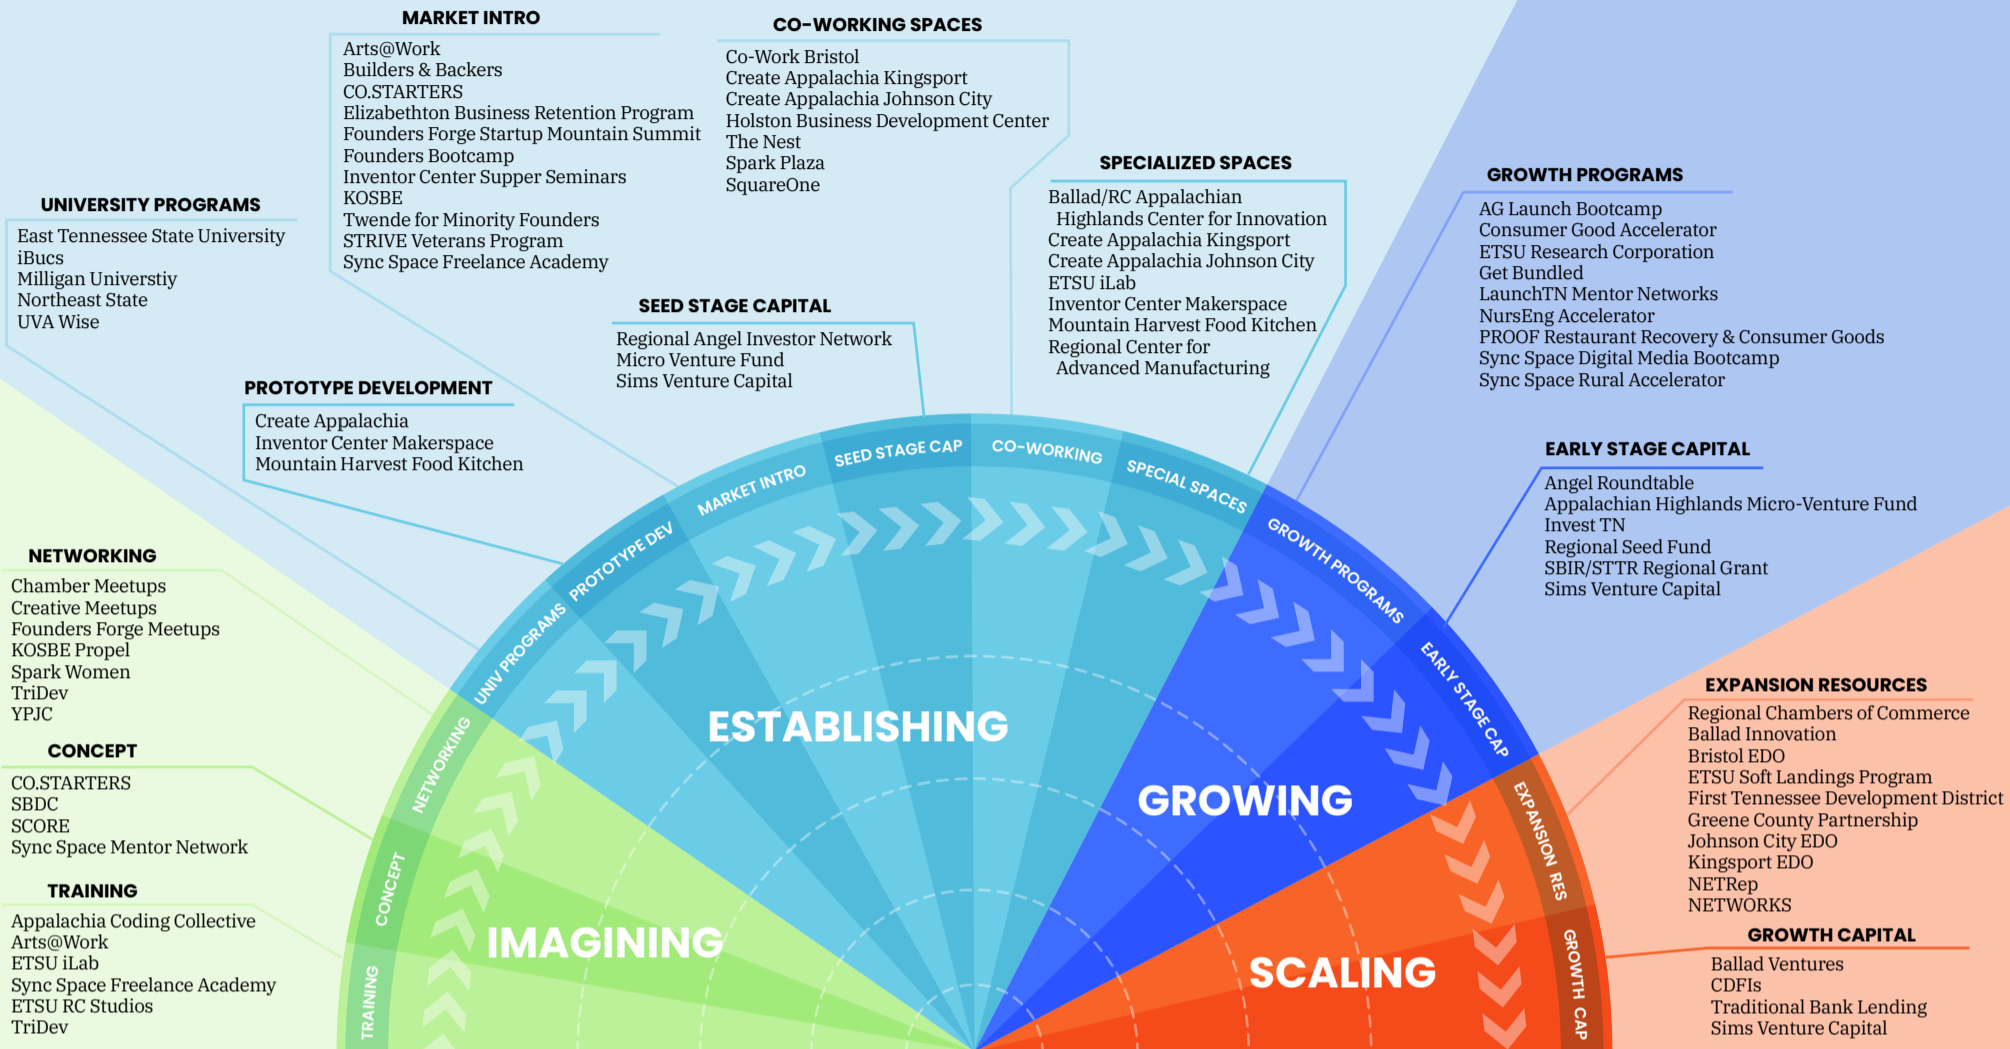 MARKET INTRO
Arts@Work
Builders & Backers
CO.STARTERS
Elizabethton Business Retention Program
Founders Forge Startup Mountain Summit
Founders Bootcamp
Inventor Center Supper Seminars
KOSBE
Twende for Minority Founders
STRIVE Veterans Program
Sync Space Freelance Academy
CO-WORKING SPACES
Co-Work Bristol
Create Appalachia Kingsport
Create Appalachia Johnson City
Holston Business Development Center
The Nest
Spark Plaza
SquareOne
SPECIALIZED SPACES
Ballad/RC Appalachian
Highlands Center for Innovation
Create Appalachia Kingsport
Create Appalachia Johnson City
ETSU iLab
Inventor Center Makerspace
Mountain Harvest Food Kitchen
Regional Center for
Advanced Manufacturing
GROWTH PROGRAMS
AG Launch Bootcamp
Consumer Good Accelerator
ETSU Research Corporation
Get Bundled
LaunchTN Mentor Networks
NursEng Accelerator
PROOF Restaurant Recovery & Consumer Goods
Sync Space Digital Media Bootcamp
Sync Space Rural Accelerator
UNIVERSITY PROGRAMS
East Tennessee State University
iBucs
Milligan Universtiy
Northeast State
UVA Wise
SEED STAGE CAPITAL
Regional Angel Investor Network
Micro Venture Fund
Sims Venture Capital
PROTOTYPE DEVELOPMENT
Create Appalachia
Inventor Center Makerspace
Mountain Harvest Food Kitchen
EARLY STAGE CAPITAL
Angel Roundtable
Appalachian Highlands Micro-Venture Fund
Invest TN
Regional Seed Fund
SBIR/STTR Regional Grant
Sims Venture Capital
NETWORKING
Chamber Meetups
Creative Meetups
Founders Forge Meetups
KOSBE Propel
Spark Women
TriDev
YPJC
CONCEPT
CO.STARTERS
SBDC
SCORE
Sync Space Mentor Network
TRAINING
Appalachia Coding Collective
Arts@Work
ETSU iLab
Sync Space Freelance Academy
ETSU RC Studios
TriDev
EXPANSION RESOURCES
Regional Chambers of Commerce
Ballad Innovation
Bristol EDO
ETSU Soft Landings Program
First Tennessee Development District
Greene County Partnership
Johnson City EDO
Kingsport EDO
NETRep
NETWORKS
GROWTH CAPITAL
Ballad Ventures
CDFIs
Traditional Bank Lending
Sims Venture Capital
TRAINING
CONCEPT
NETWORKING
UNIV PROGRAMS
PROTOTYPE DEV
MARKET INTRO
SEED STAGE CAP
CO-WORKING
SPECIAL SPACES
GROWTH PROGRAMS
EARLY STAGE CAP
EXPANSION RES
GROWTH CAP
IMAGINING
ESTABLISHING
GROWING
SCALING